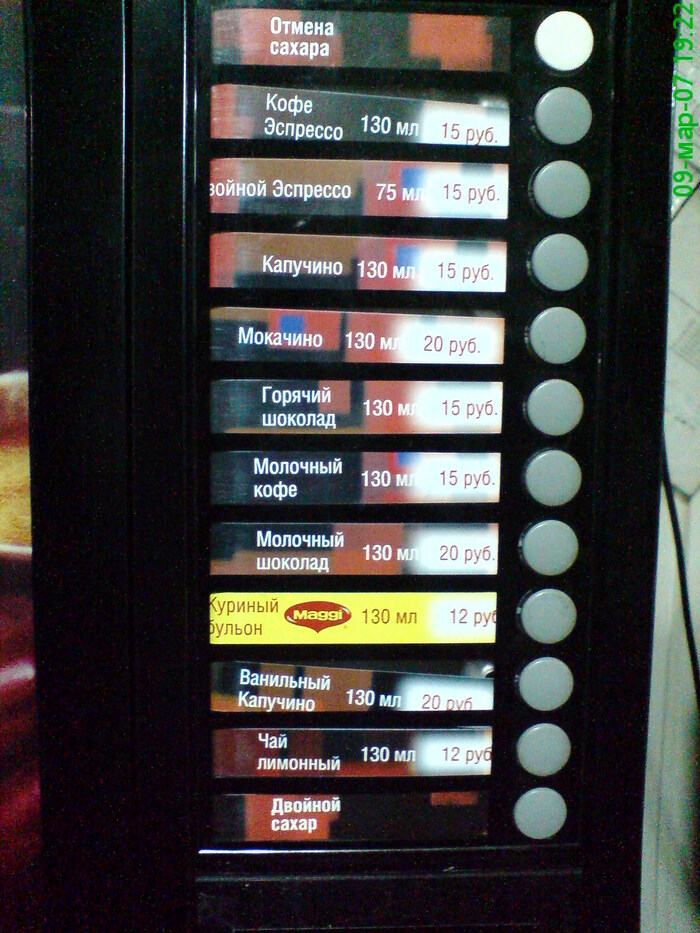 Отмена
сахара
Кофе
Эспрессо 130 мл 15 руб.
войной Эспрессо 75 мл 15 руб.
Капучино 130 мл 15 руб.
Мокачино 130 мл 20 руб.
Горячий
шоколад 130 мл 15 руб.
Молочный
кофе 130 мл 15 руб.
Молочный
шоколад 130 мл 20 руб.
Куриный
бульон Maggi 130 мл 12 руб
Ванильный
Капучино 130 мл 20 руб
Чай
лимонный 130 мл 12 руб
Двойной
сахар
09-мар-07 19:22